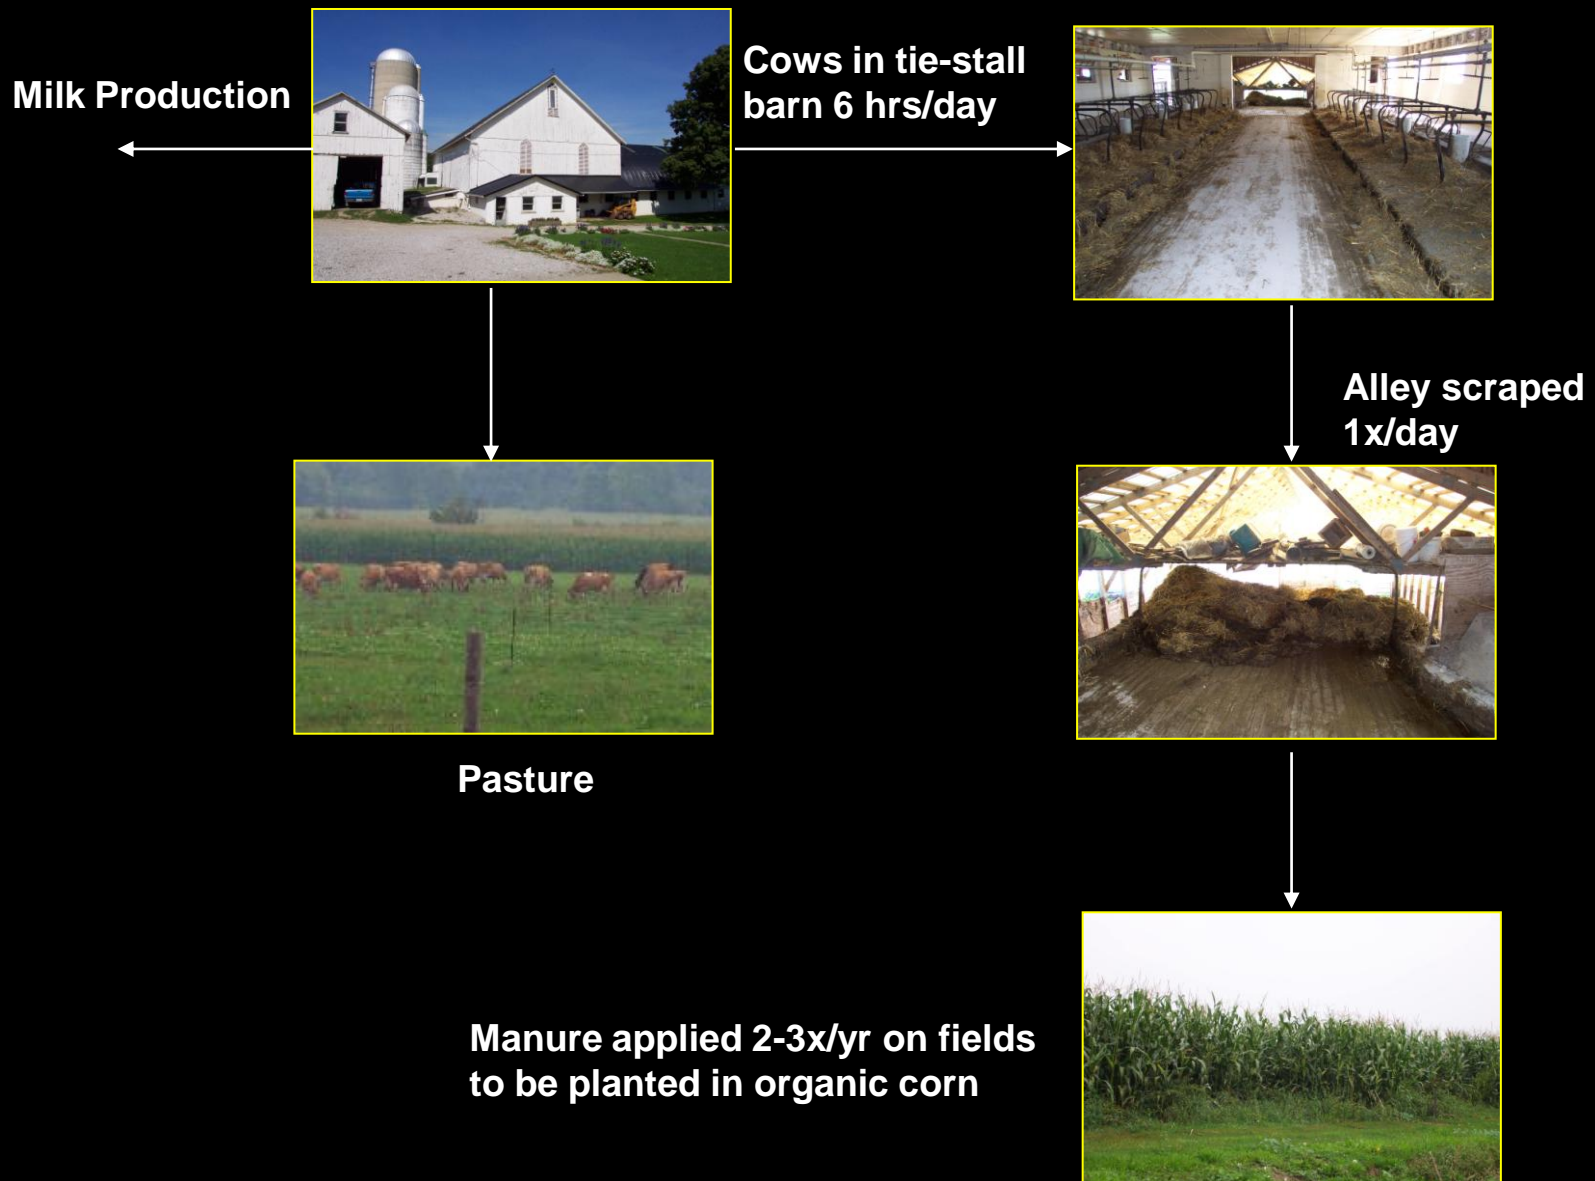 Milk Production
Cows in tie-stall
barn 6 hrs/day
Alley scraped
1x/day
Pasture
Manure applied 2-3x/yr on fields
to be planted in organic corn